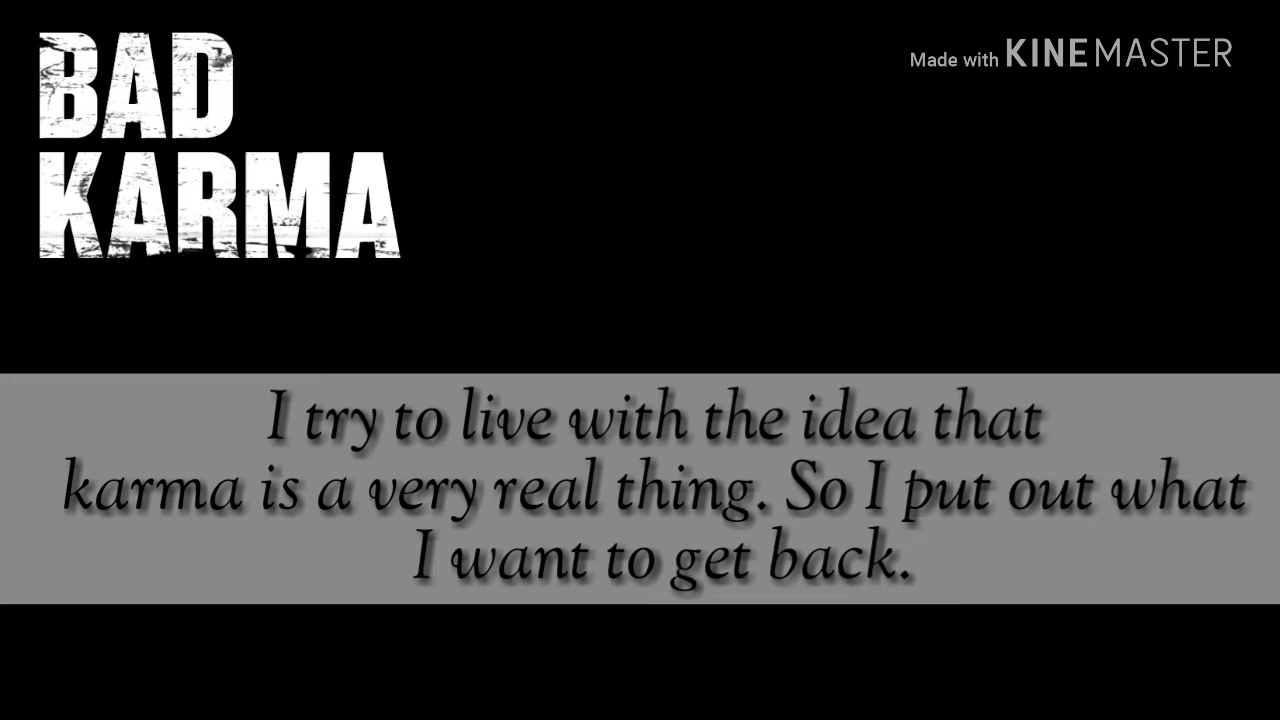 BAD
KARMA
Made with KINEMASTER
I try to live with the idea that
karma is a very real thing. So I put out what
I want to get back.